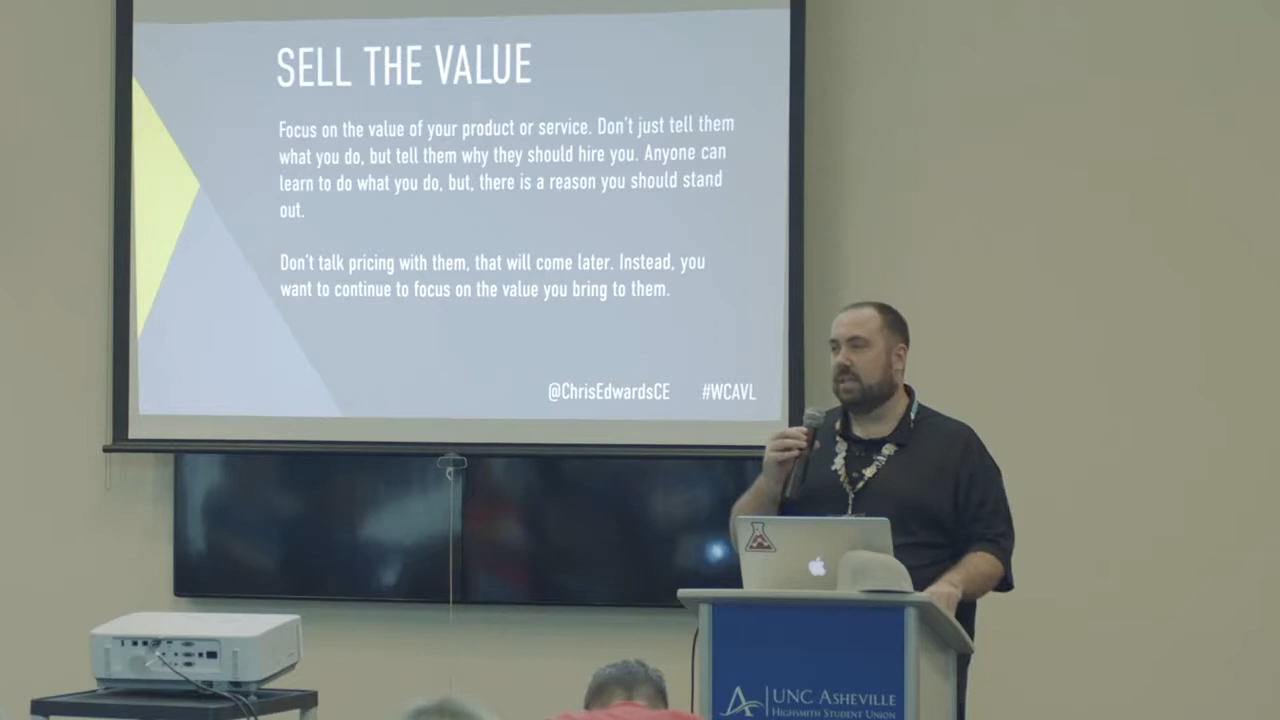 SELL THE VALUE
Focus on the value of your product or service. Don't just tell them
what you do, but tell them why they should hire you. Anyone can
learn to do what you do, but, there is a reason you should stand
out.
Don't talk pricing with them, that will come later. Instead, you
want to continue to focus on the value you bring to them.
@ChrisEdwardsCE #WCAVL
UNC ASHEVILLE
HIGHSMITH STUDENT UNION